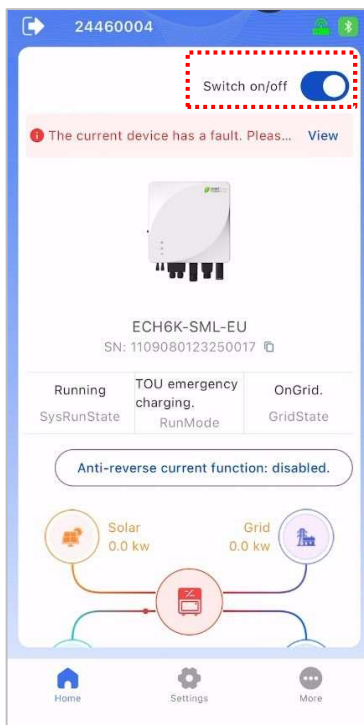 24460004
Switch on/off
The current device has a fault. Pleas... View
ECH6K-SML-EU
SN: 1109080123250017
Running
SysRunState
TOU emergency
charging.
RunMode
OnGrid.
GridState
Anti-reverse current function: disabled.
Solar
0.0 kw
Grid
0.0 kw
Home
Settings
More